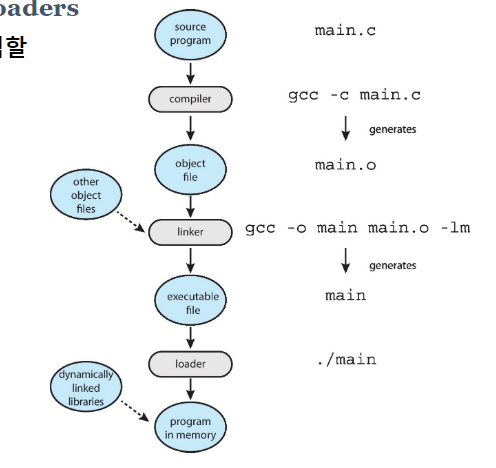 oaders
할
source
program
main.c
compiler
gcc -c main.c
generates
object
file
main.o
other
object
files
linker
gcc -o main main.o -lm
generates
executable
file
main
loader
./main
dynamically
linked
libraries
program
in memory